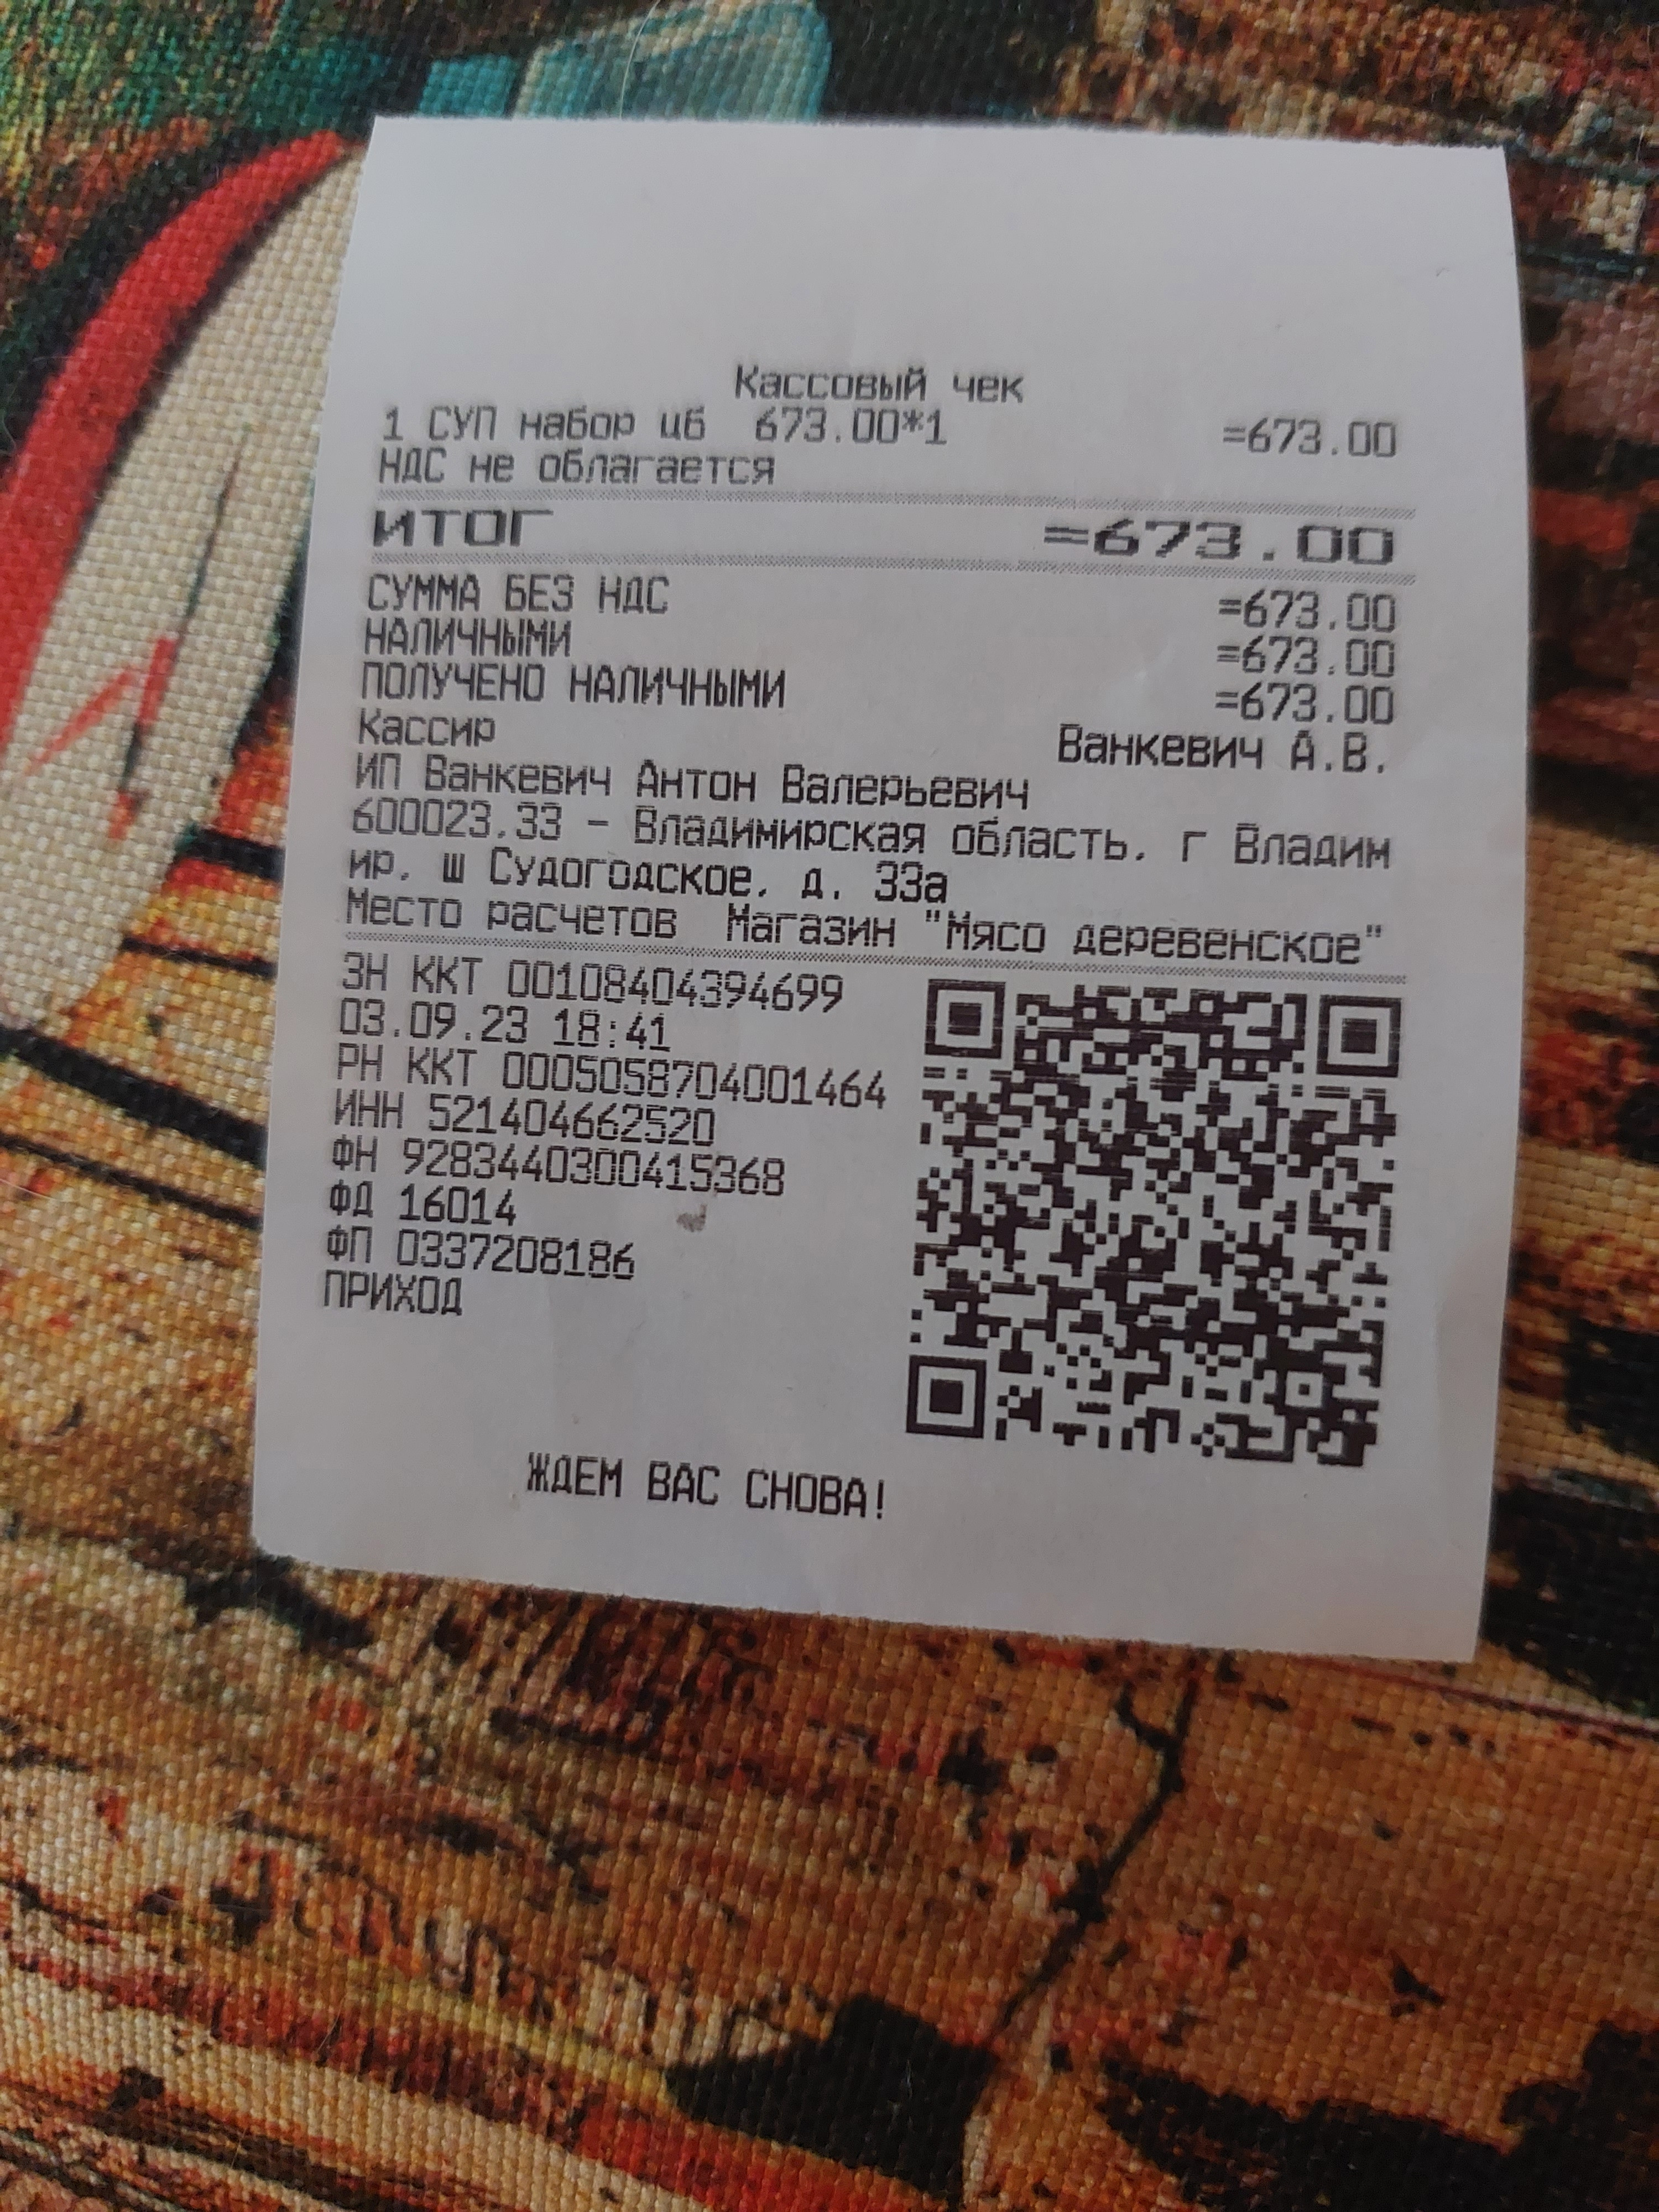 Кассовый чек
1 СУП набор цб 673.00*1 =673.00
НДС не облагается
ИТОГ =673.00
СУММА БЕЗ НДС =673.00
НАЛИЧНЫМИ =673.00
ПОЛУЧЕНО НАЛИЧНЫМИ =673.00
Кассир Ванкевич А.В.
ИП Ванкевич Антон Валерьевич
600023,33 - Владимирская область, г Владим
ир, ш Судогодское, д. 33а
Место расчетов Магазин "Мясо деревенское"
ЗН ККТ 00108404394699
03.09.23 18:41
РН ККТ 0005058704001464
ИНН 521404662520
ФН 9283440300415368
ФД 16014
ФП 0337208186
ПРИХОД
ЖДЕМ ВАС СНОВА!